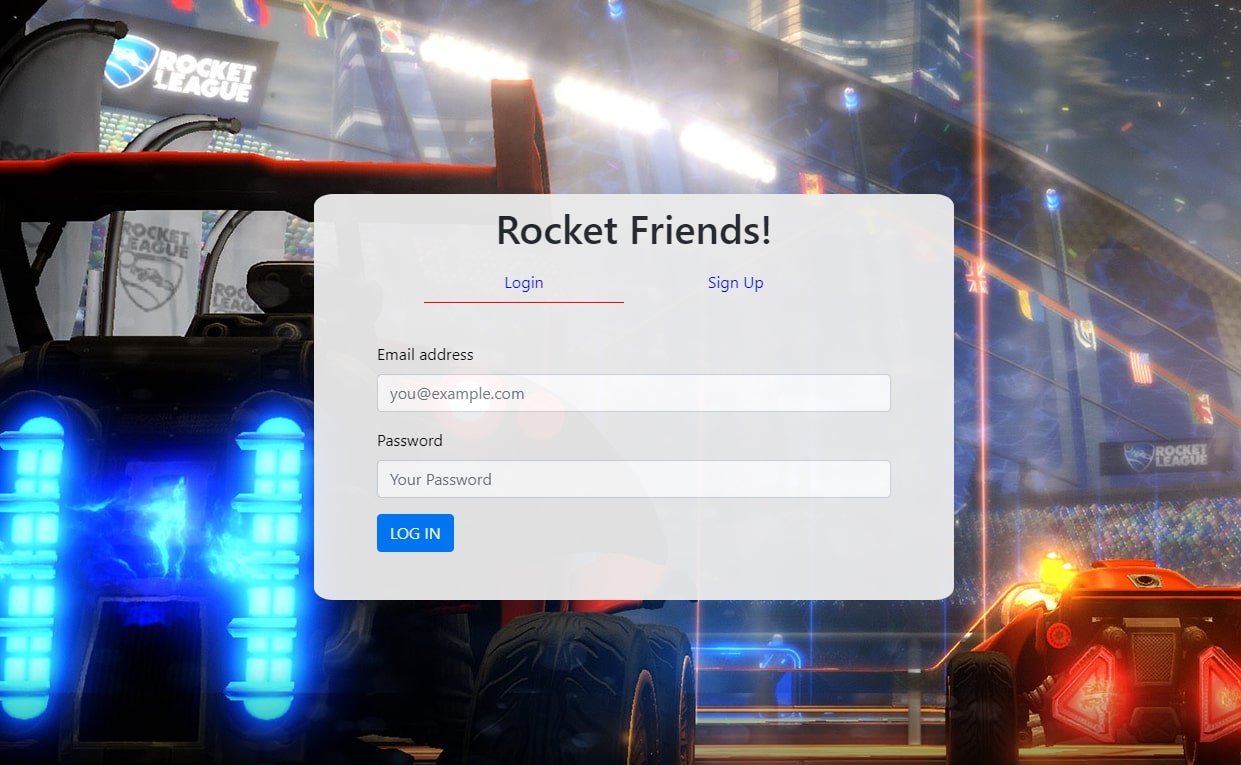 ROCKET
LEAGUE
ROCKET
LEAGUE
ROCKET
LEAGUE
Rocket Friends!
Login
Sign Up
Email address
you@example.com
Password
Your Password
LOG IN
ROCKET
LEAGUE